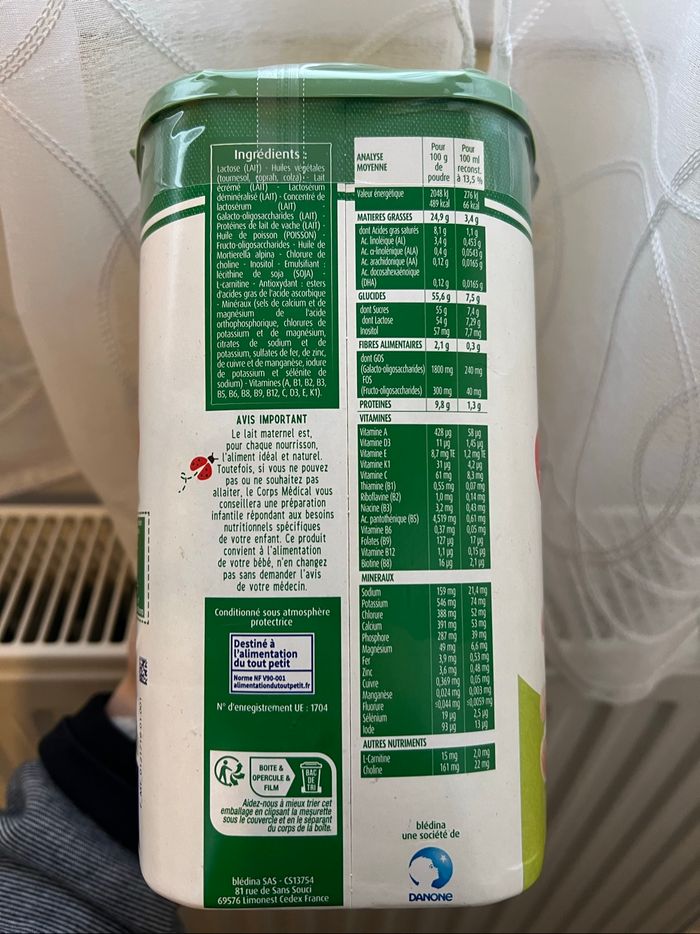 Ingrédients :
Lactose (LAIT) - Huiles végétales
(tournesol, coprah, colza) - Lait
écrémé (LAIT) - Lactosérum
déminéralisé (LAIT) - Concentré de
lactosérum (LAIT) -
Galacto-oligosaccharides (LAIT) -
Protéines de lait de vache (LAIT) -
Huile de poisson (POISSON) -
Fructo-oligosaccharides - Huile de
Mortierella alpina - Chlorure de
choline - Inositol - Emulsifiant :
lécithine de soja (SOJA) -
L-carnitine - Antioxydant : esters
d'acides gras de l'acide ascorbique
- Minéraux (sels de calcium et de
magnésium de l'acide
orthophosphorique, chlorures de
potassium et de magnésium,
citrates de sodium et de
potassium, sulfates de fer, de zinc,
de cuivre et de manganèse, iodure
de potassium et sélénite de
sodium) - Vitamines (A, B1, B2, B3,
B5, B6, B8, B9, B12, C, D3, E, K1).
AVIS IMPORTANT
Le lait maternel est,
pour chaque nourrisson,
l'aliment idéal et naturel.
Toutefois, si vous ne pouvez
pas ou ne souhaitez pas
allaiter, le Corps Médical vous
conseillera une préparation
infantile répondant aux besoins
nutritionnels spécifiques
de votre enfant. Ce produit
convient à l'alimentation
de votre bébé, n'en changez
pas sans demander l'avis
de votre médecin.
Conditionné sous atmosphère
protectrice
Destiné à
l'alimentation
du tout petit
Norme NF V90-001
alimentationdutoutpetit.fr
N° d'enregistrement UE : 1704
BOITE &
OPERCULE &
FILM
BAC
DE
TRI
Aidez-nous à mieux trier cet
emballage en clipsant la mesurette
sous le couvercle et en le séparant
du corps de la boîte.
blédina SAS - CS13754
81 rue de Sans Souci
69576 Limonest Cedex France
ANALYSE MOYENNE Pour 100 g de poudre Pour 100 ml reconst. à 13,5 %
Valeur énergétique 2048 kJ 276 kJ
489 kcal 66 kcal
MATIERES GRASSES 24,9 g 3,4 g
dont Acides gras saturés 8,1 g 1,1 g
Ac. linoléique (AL) 3,4 g 0,453 g
Ac. α-linolénique (ALA) 0,4 g 0,0543 g
Ac. arachidonique (AA) 0,12 g 0,0165 g
Ac. docosahexaénoique
(DHA) 0,12 g 0,0165 g
GLUCIDES 55,6 g 7,5 g
dont Sucres 55 g 7,4 g
dont Lactose 54 g 7,29 g
Inositol 57 mg 7,7 mg
FIBRES ALIMENTAIRES 2,1 g 0,3 g
dont GOS
(Galacto-oligosaccharides) 1800 mg 240 mg
FOS
(Fructo-oligosaccharides) 300 mg 40 mg
PROTEINES 9,8 g 1,3 g
VITAMINES
Vitamine A 428 µg 58 µg
Vitamine D3 11 µg 1,45 µg
Vitamine E 8,7 mg TE 1,2 mg TE
Vitamine K1 31 µg 4,2 µg
Vitamine C 61 mg 8,3 mg
Thiamine (B1) 0,55 mg 0,07 mg
Riboflavine (B2) 1,0 mg 0,14 mg
Niacine (B3) 3,2 mg 0,43 mg
Ac. pantothénique (B5) 4,519 mg 0,61 mg
Vitamine B6 0,37 mg 0,05 mg
Folates (B9) 127 µg 17 µg
Vitamine B12 1,1 µg 0,15 µg
Biotine (B8) 16 µg 2,1 µg
MINERAUX
Sodium 159 mg 21,4 mg
Potassium 546 mg 74 mg
Chlorure 388 mg 52 mg
Calcium 391 mg 53 mg
Phosphore 287 mg 39 mg
Magnésium 49 mg 6,6 mg
Fer 3,9 mg 0,53 mg
Zinc 3,6 mg 0,48 mg
Cuivre 0,369 mg 0,05 mg
Manganèse 0,024 mg 0,003 mg
Fluorure ≤0,044 mg ≤0,0059 mg
Sélénium 19 µg 2,5 µg
Iode 93 µg 13 µg
AUTRES NUTRIMENTS
L-Carnitine 15 mg 2,0 mg
Choline 161 mg 22 mg
blédina
une société de
DANONE